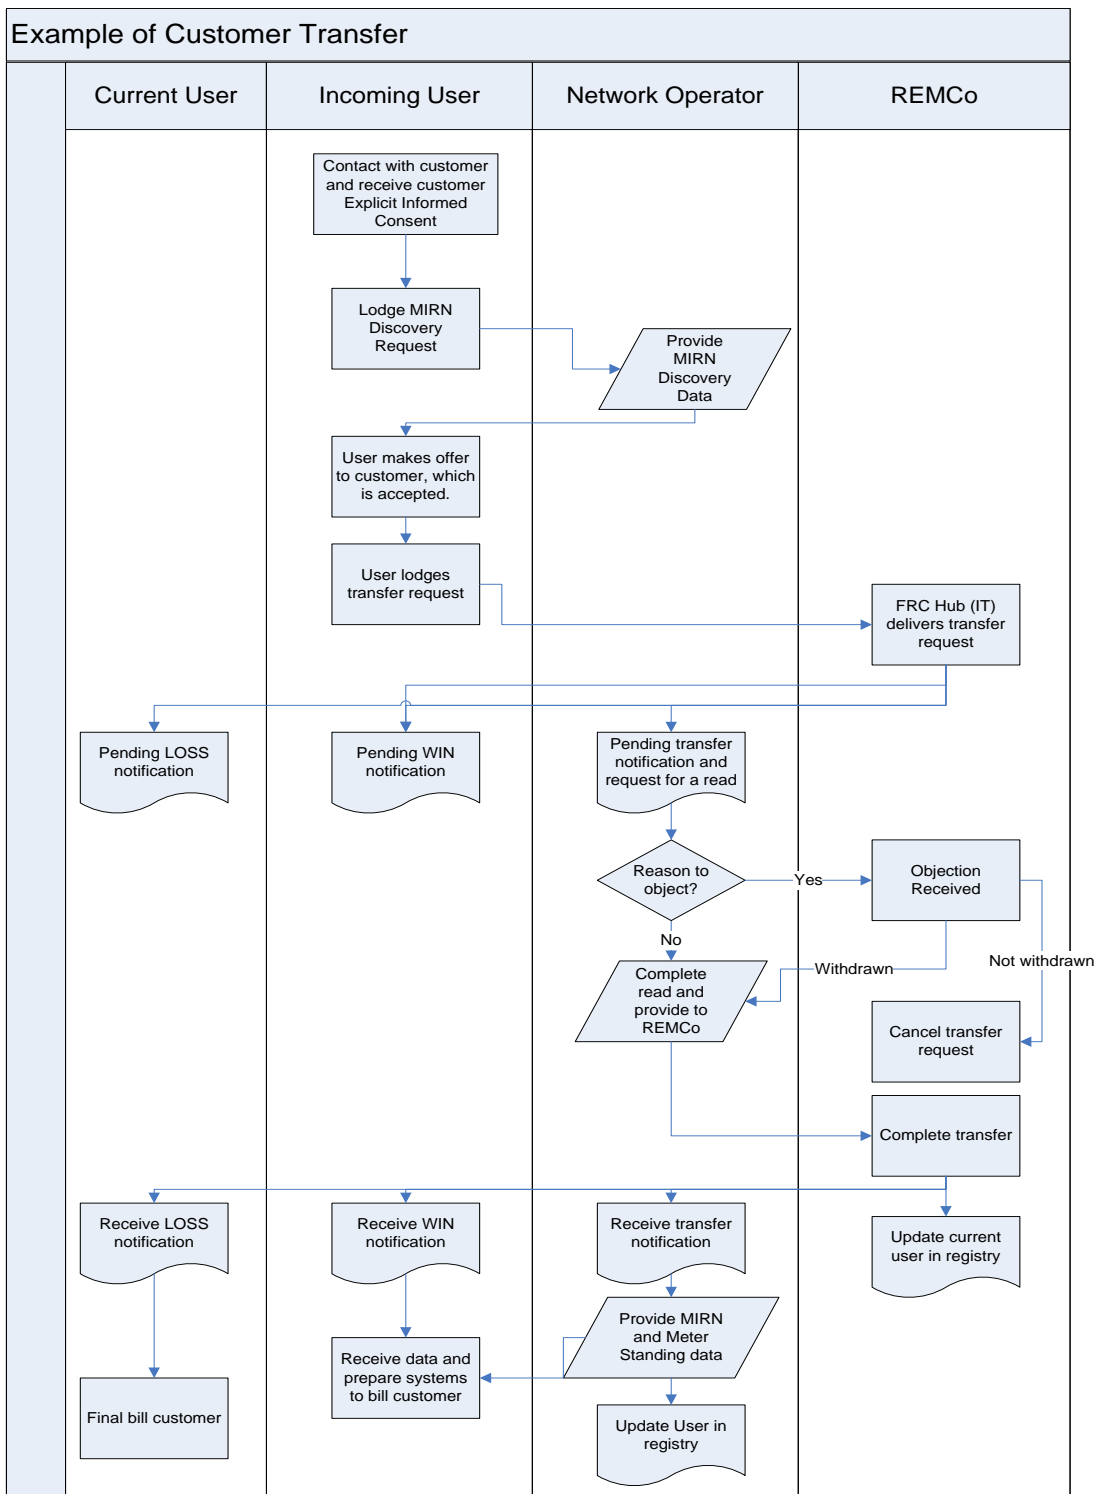 Example of Customer Transfer
Current User
Incoming User
Network Operator
REMCo
Contact with customer
and receive customer
Explicit Informed
Consent
Lodge MIRN
Discovery
Request
Provide
MIRN
Discovery
Data
User makes offer
to customer, which
is accepted.
User lodges
transfer request
FRC Hub (IT)
delivers transfer
request
Pending LOSS
notification
Pending WIN
notification
Pending transfer
notification and
request for a read
Reason to
object?
Yes
Objection
Received
No
Withdrawn
Not withdrawn
Complete
read and
provide to
REMCo
Cancel transfer
request
Complete transfer
Receive LOSS
notification
Receive WIN
notification
Receive transfer
notification
Update current
user in registry
Provide MIRN
and Meter
Standing data
Receive data and
prepare systems
to bill customer
Final bill customer
Update User in
registry